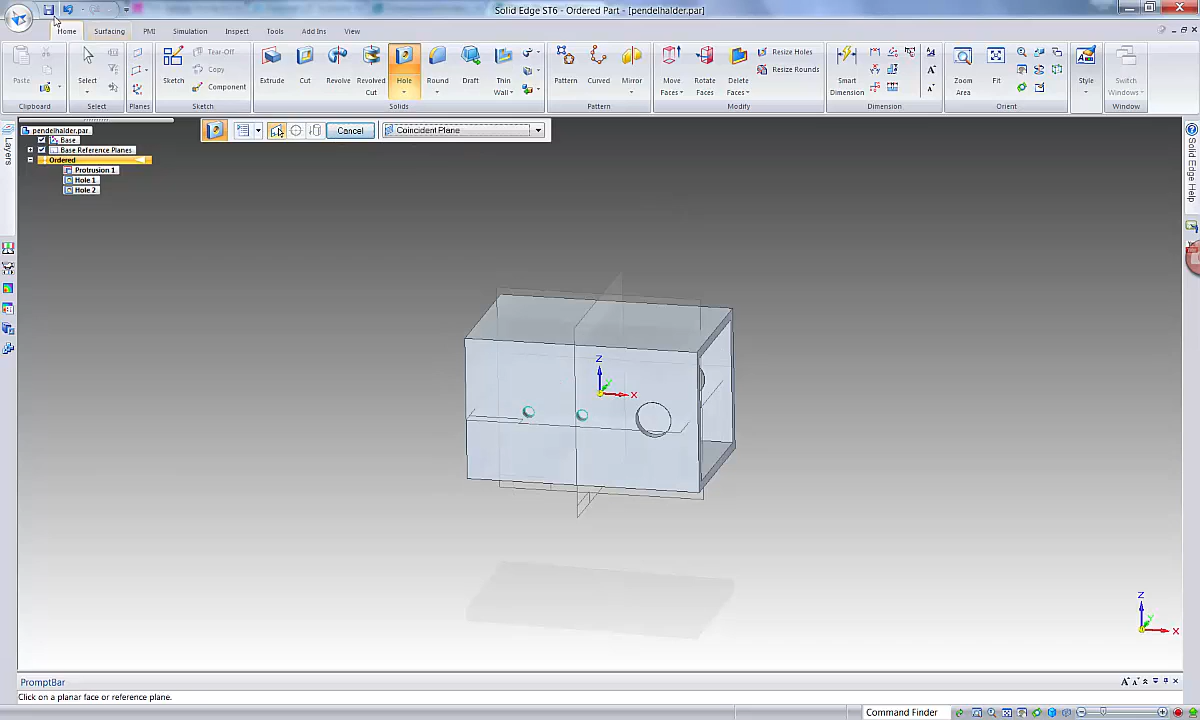 Solid Edge ST6 - Ordered Part - [pendelhalder.par]
Home Surfacing PMI Simulation Inspect Tools Add Ins View
Paste
Clipboard
Select
Select
Planes
Sketch
Tear-Off
Copy
Component
Sketch
Extrude
Cut
Revolve
Revolved
Cut
Hole
Round
Draft
Thin
Wall
Solids
Pattern
Curved
Mirror
Pattern
Move
Faces
Rotate
Faces
Delete
Faces
Resize Holes
Resize Rounds
Modify
Smart
Dimension
Dimension
Zoom
Area
Fit
Orient
Style
Switch
Windows
Window
Cancel
Coincident Plane
Layers
pendelhalder.par
Base
Base Reference Planes
Ordered
Protrusion 1
Hole 1
Hole 2
Solid Edge Help
Z
Y
X
Z
Y
X
PromptBar
Click on a planar face or reference plane.
Command Finder